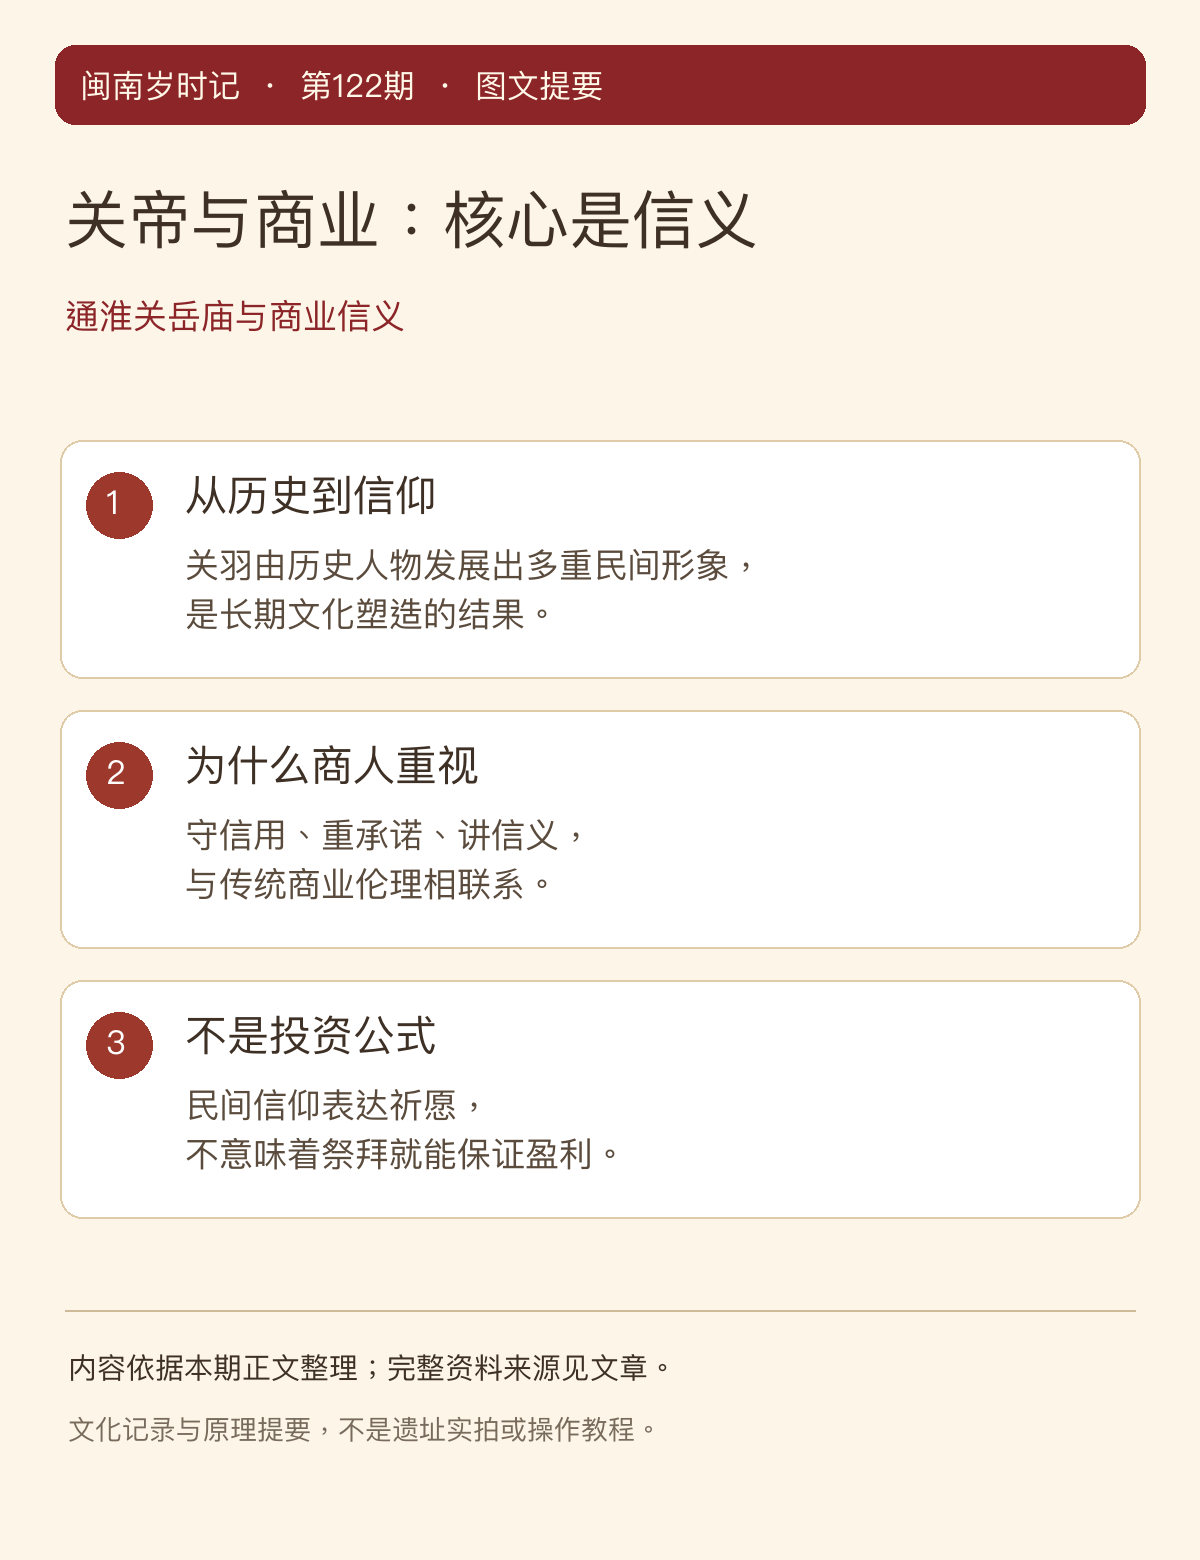 闽南岁时记 · 第122期 · 图文提要
关帝与商业：核心是信义
通淮关岳庙与商业信义
1 从历史到信仰
关羽由历史人物发展出多重民间形象，
是长期文化塑造的结果。
2 为什么商人重视
守信用、重承诺、讲信义，
与传统商业伦理相联系。
3 不是投资公式
民间信仰表达祈愿，
不意味着祭拜就能保证盈利。
内容依据本期正文整理；完整资料来源见文章。
文化记录与原理提要，不是遗址实拍或操作教程。